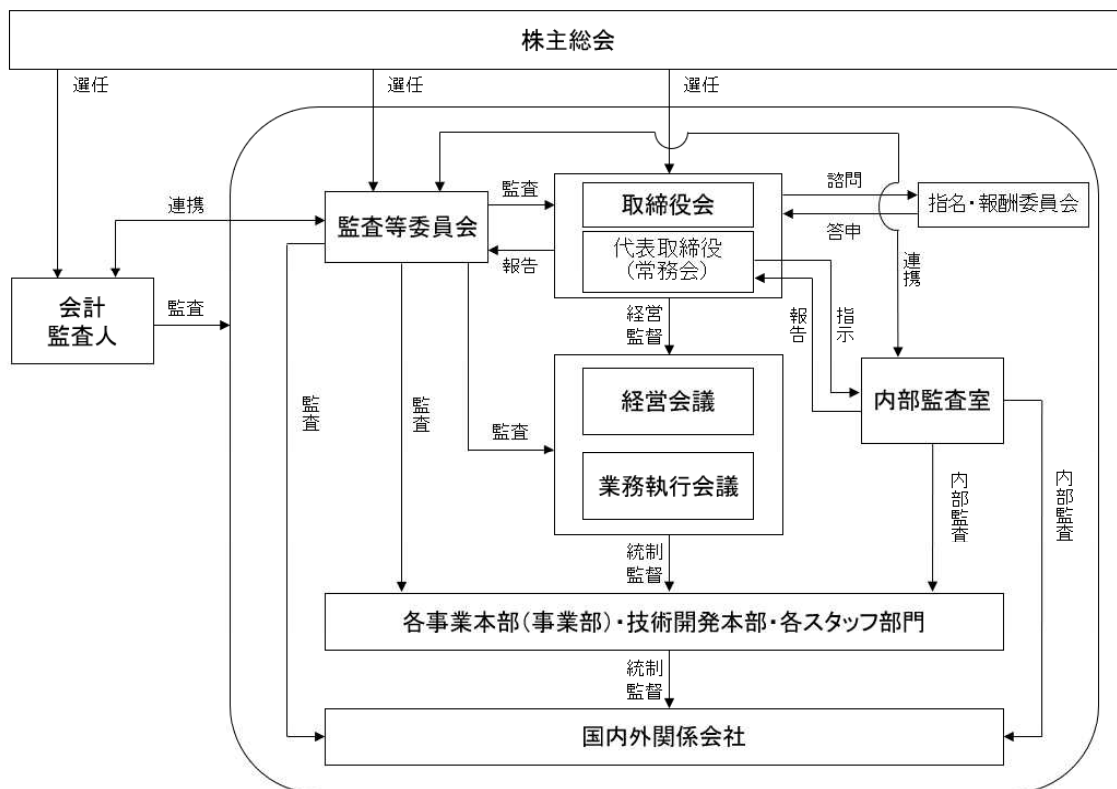 株主総会
選任
選任
選任
監査
諮問
取締役会
指名・報酬委員会
連携
監査等委員会
答申
報告
代表取締役
（常務会）
連携
会計
監査人
監査
経営
監督
報告
指示
経営会議
内部監査室
監査
監査
監査
業務執行会議
内部監査
内部監査
統制
監督
各事業本部（事業部）・技術開発本部・各スタッフ部門
統制
監督
国内外関係会社